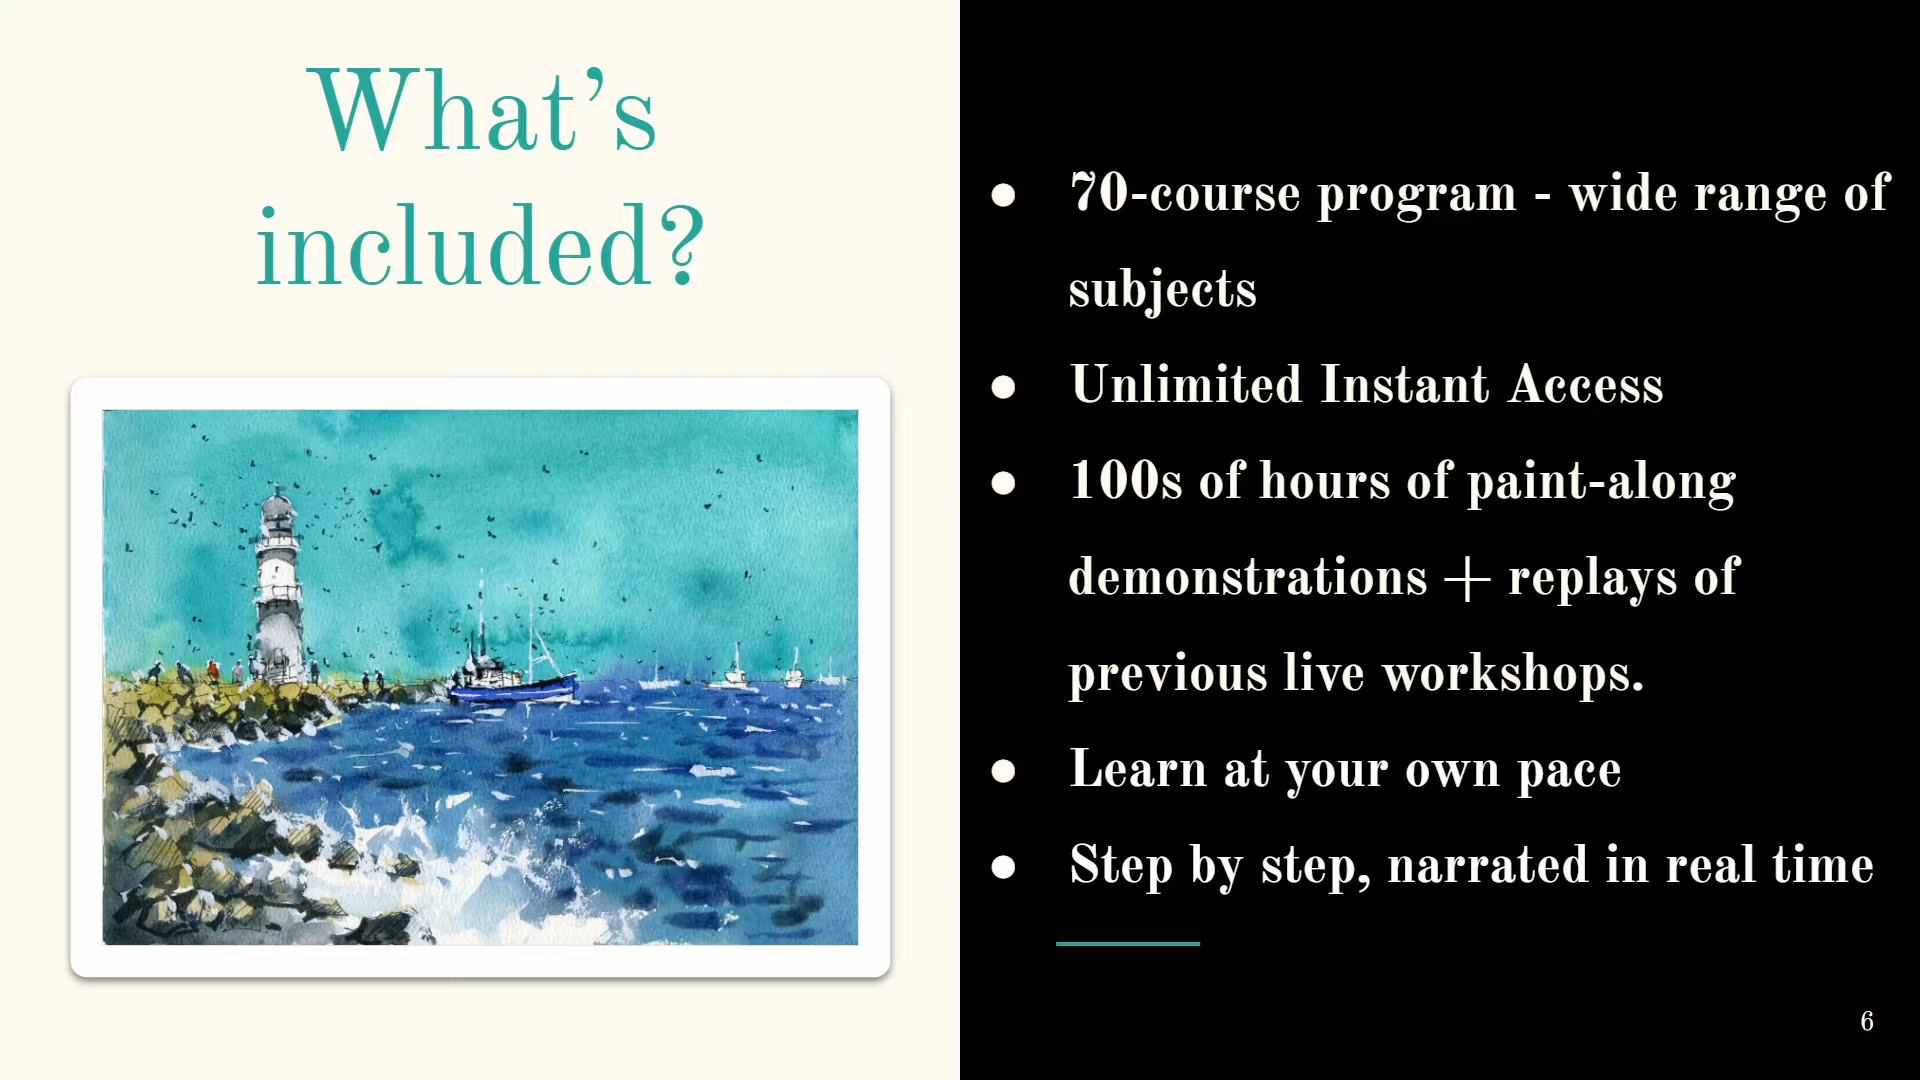 What's
included?
● 70-course program - wide range of
subjects
● Unlimited Instant Access
● 100s of hours of paint-along
demonstrations + replays of
previous live workshops.
● Learn at your own pace
● Step by step, narrated in real time
6